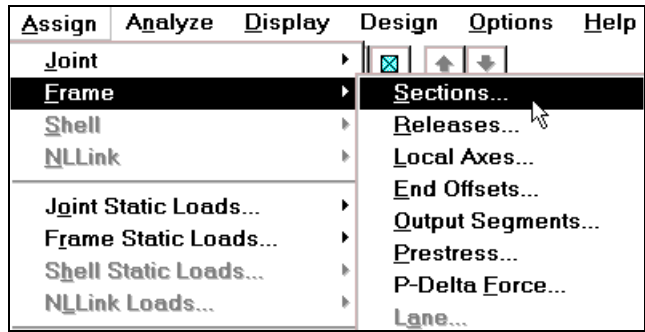 Assign Analyze Display Design Options Help
Joint
Frame
Shell
NLLink
Joint Static Loads...
Frame Static Loads...
Shell Static Loads...
NLLink Loads...
Sections...
Releases...
Local Axes...
End Offsets...
Output Segments...
Prestress...
P-Delta Force...
Lane...